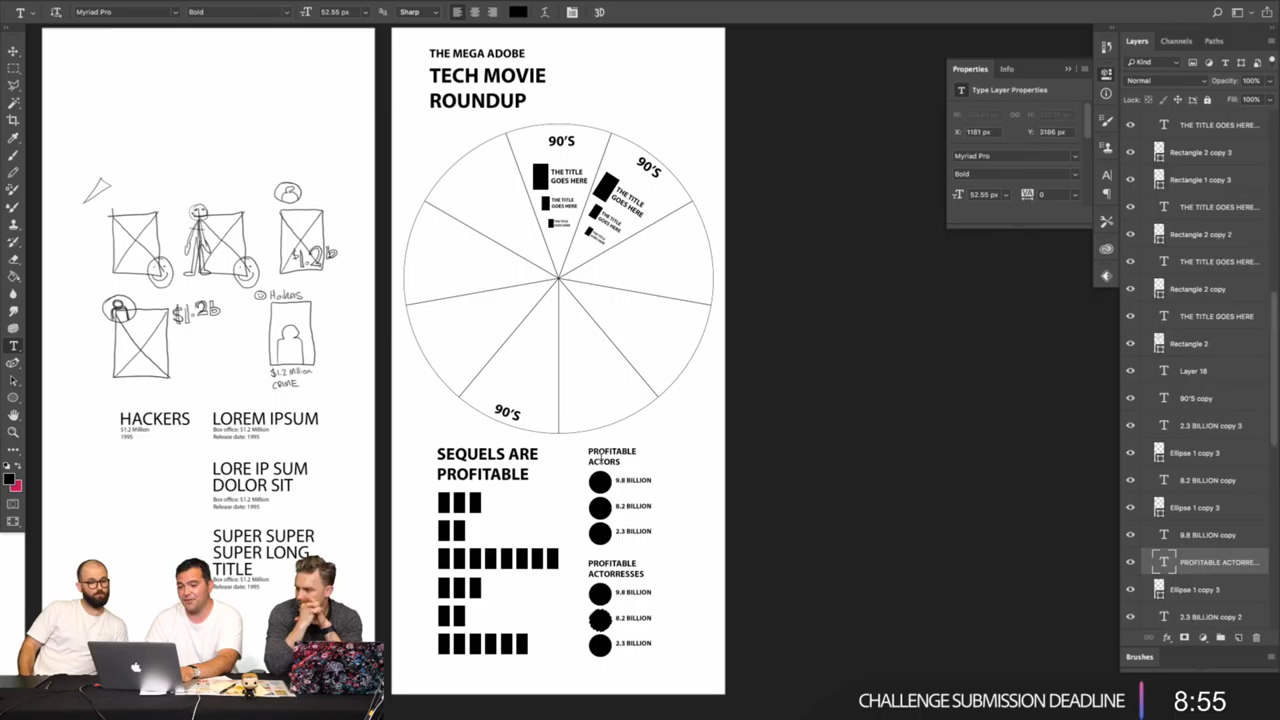 Myriad Pro
Bold
52.55 px
Sharp
3D
$1.2b
$1.2b
Hackers
$1.2 Million
CRIME
HACKERS
$1.2 Million
1995
LOREM IPSUM
Box office: $1.2 Million
Release date: 1995
LORE IP SUM
DOLOR SIT
Box office: $1.2 Million
Release date: 1995
SUPER SUPER
SUPER LONG
TITLE
Box office: $1.2 Million
Release date: 1995
THE MEGA ADOBE
TECH MOVIE
ROUNDUP
90'S
THE TITLE
GOES HERE
THE TITLE
GOES HERE
THE TITLE
GOES HERE
90'S
THE TITLE
GOES HERE
THE TITLE
GOES HERE
THE TITLE
GOES HERE
90'S
SEQUELS ARE
PROFITABLE
PROFITABLE
ACTORS
9.8 BILLION
8.2 BILLION
2.3 BILLION
PROFITABLE
ACTORRESSES
9.8 BILLION
8.2 BILLION
2.3 BILLION
Properties
Info
Type Layer Properties
W:
H:
X: 1181 px
Y: 3186 px
Myriad Pro
Bold
52.55 px
0
Layers
Channels
Paths
Kind
Normal
Opacity: 100%
Lock:
Fill: 100%
THE TITLE GOES HERE...
Rectangle 2 copy 3
Rectangle 1 copy 3
THE TITLE GOES HERE...
Rectangle 2 copy 2
THE TITLE GOES HERE...
Rectangle 2 copy
THE TITLE GOES HERE
Rectangle 2
Layer 18
90'S copy
2.3 BILLION copy 3
Ellipse 1 copy 3
8.2 BILLION copy
Ellipse 1 copy 3
9.8 BILLION copy
PROFITABLE ACTORRE...
Ellipse 1 copy 3
2.3 BILLION copy 2
Brushes
CHALLENGE SUBMISSION DEADLINE
8:55